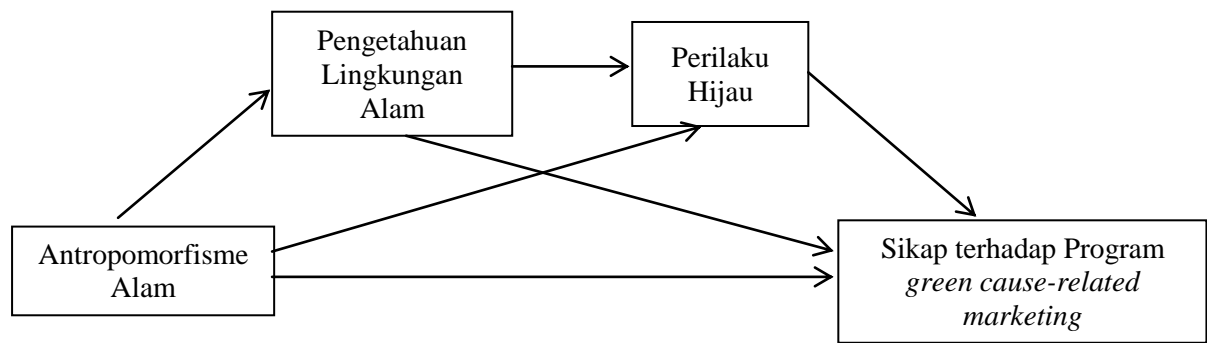 Pengetahuan
Lingkungan
Alam
Perilaku
Hijau
Antropomorfisme
Alam
Sikap terhadap Program
green cause-related
marketing